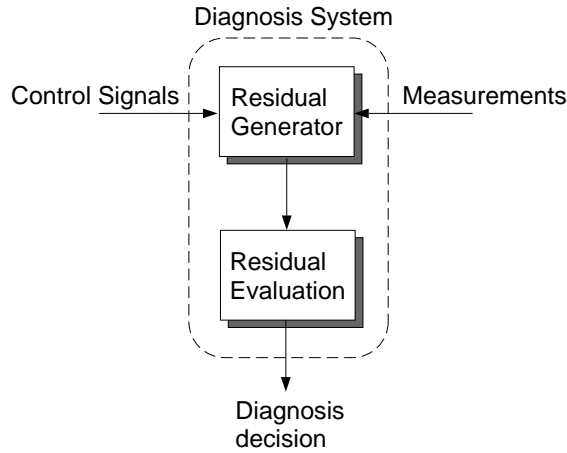 Diagnosis System
Control Signals
Residual
Generator
Measurements
Residual
Evaluation
Diagnosis
decision